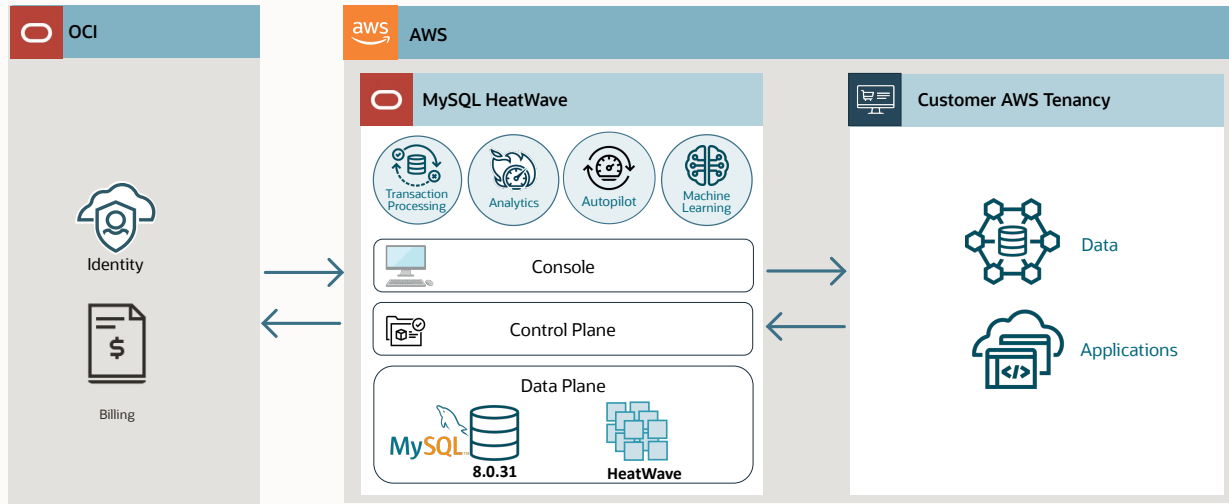 OCI
Identity
$
Billing
aws
AWS
MySQL HeatWave
Transaction
Processing
Analytics
Autopilot
Machine
Learning
Console
Control Plane
Data Plane
MySQL
8.0.31
HeatWave
Customer AWS Tenancy
Data
</>
Applications